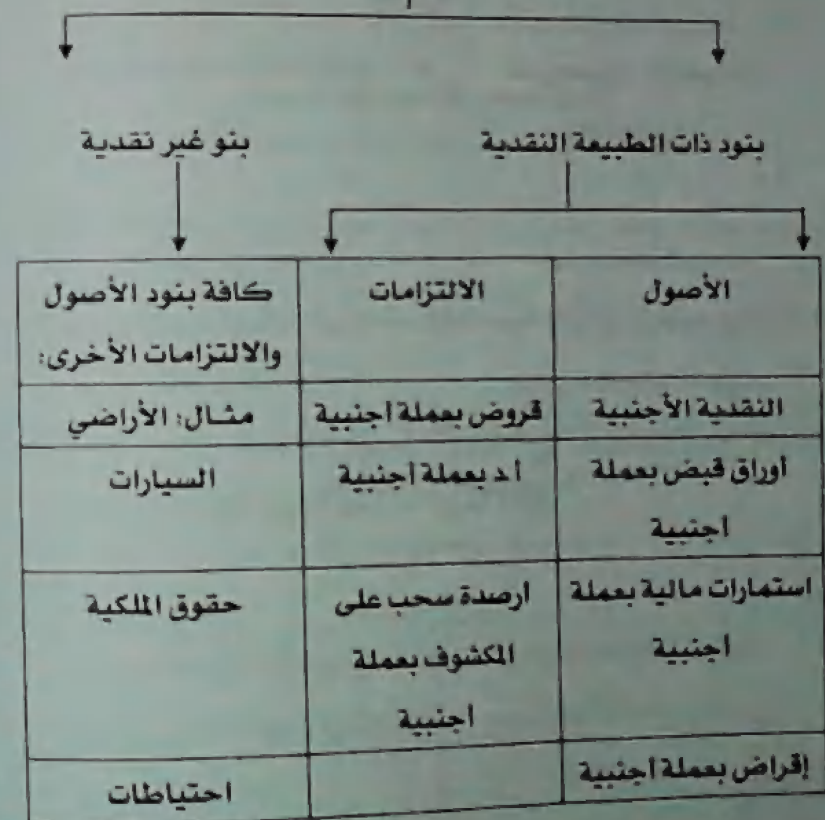 بنود ذات الطبيعة النقدية
بنو غير نقدية
الأصول
الالتزامات
كافة بنود الأصول
والالتزامات الأخرى:
النقدية الأجنبية
قروض بعملة اجنبية
مثال: الأراضي
اوراق قبض بعملة
اجنبية
أد بعملة اجنبية
السيارات
استمارات مالية بعملة
اجنبية
ارصدة سحب على
المكشوف بعملة
اجنبية
حقوق الملكية
إقراض بعملة اجنبية
احتياطات